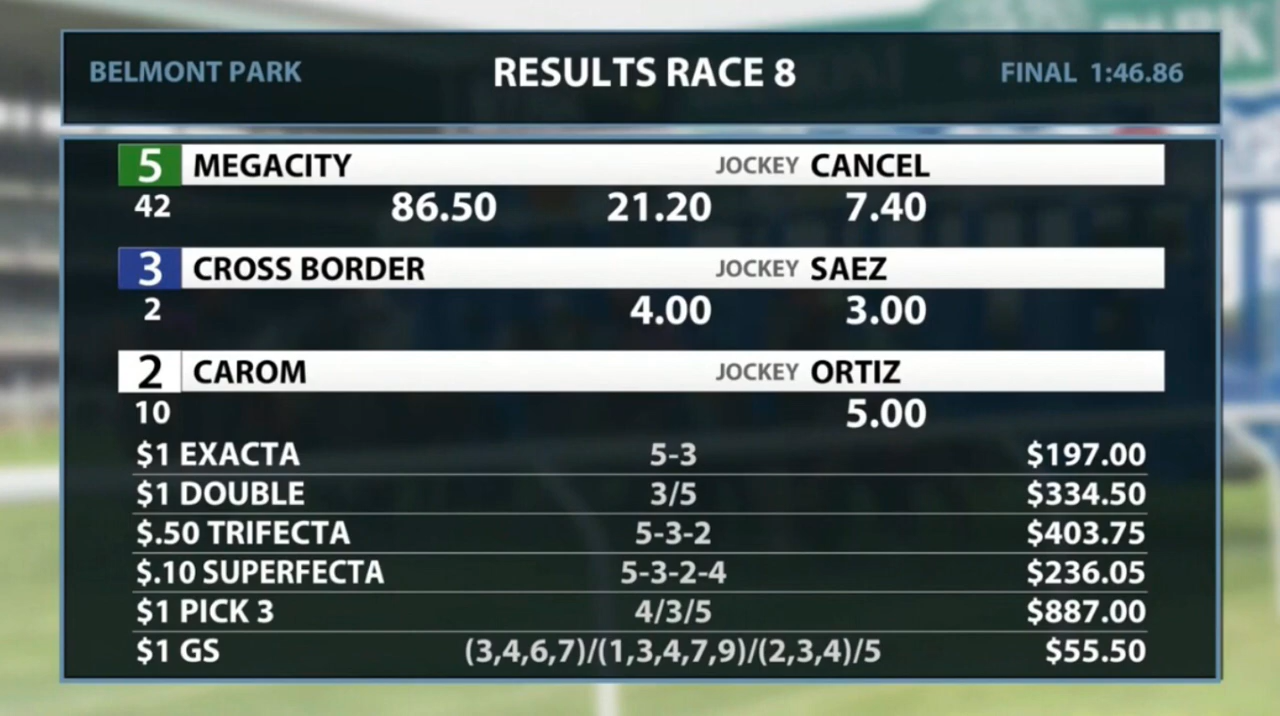 BELMONT PARK RESULTS RACE 8 FINAL 1:46.86
5 MEGACITY JOCKEY CANCEL
42 86.50 21.20 7.40
3 CROSS BORDER JOCKEY SAEZ
2 4.00 3.00
2 CAROM JOCKEY ORTIZ
10 5.00
$1 EXACTA 5-3 $197.00
$1 DOUBLE 3/5 $334.50
$.50 TRIFECTA 5-3-2 $403.75
$.10 SUPERFECTA 5-3-2-4 $236.05
$1 PICK 3 4/3/5 $887.00
$1 GS (3,4,6,7)/(1,3,4,7,9)/(2,3,4)/5 $55.50